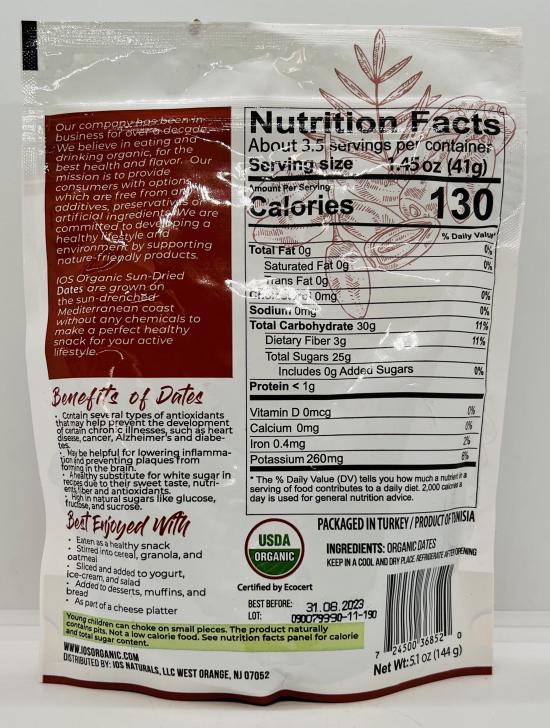 Our company has been in
business for over a decade.
We believe in eating and
drinking organic, for the
best health and flavor. Our
mission is to provide
consumers with options
which are free from any
additives, preservatives,
artificial ingredients. We are
committed to developing a
healthy lifestyle and
environment by supporting
nature-friendly products.
IOS Organic Sun-Dried
Dates are grown on
the sun-drenched
Mediterranean coast
without any chemicals to
make a perfect healthy
snack for your active
lifestyle.
Benefits of Dates
• Contain several types of antioxidants
that may help prevent the development
of certain chronic illnesses, such as heart
disease, cancer, Alzheimer's and diabe-
tes.
• May be helpful for lowering inflamma-
tion and preventing plaques from
forming in the brain.
• A healthy substitute for white sugar in
recipes due to their sweet taste, nutri-
ents, fiber and antioxidants.
• High in natural sugars like glucose,
fructose, and sucrose.
Best Enjoyed With
• Eaten as a healthy snack
• Stirred into cereal, granola, and
oatmeal
• Sliced and added to yogurt,
ice-cream, and salad
• Added to desserts, muffins, and
bread
• As part of a cheese platter
Young children can choke on small pieces. The product naturally
contains pits. Not a low calorie food. See nutrition facts panel for calorie
and total sugar content.
WWW.IOSORGANIC.COM
DISTRIBUTED BY: IOS NATURALS, LLC WEST ORANGE, NJ 07052
Nutrition Facts
About 3.5 servings per container
Serving size 1.45 oz (41g)
Amount Per Serving
Calories 130
% Daily Value*
Total Fat 0g 0%
Saturated Fat 0g 0%
Trans Fat 0g
Cholesterol 0mg 0%
Sodium 0mg 0%
Total Carbohydrate 30g 11%
Dietary Fiber 3g 11%
Total Sugars 25g
Includes 0g Added Sugars 0%
Protein < 1g
Vitamin D 0mcg 0%
Calcium 0mg 0%
Iron 0.4mg 2%
Potassium 260mg 6%
* The % Daily Value (DV) tells you how much a nutrient in a
serving of food contributes to a daily diet. 2,000 calories a
day is used for general nutrition advice.
PACKAGED IN TURKEY / PRODUCT OF TUNISIA
USDA
ORGANIC
Certified by Ecocert
INGREDIENTS: ORGANIC DATES
KEEP IN A COOL AND DRY PLACE. REFRIGERATE AFTER OPENING
BEST BEFORE: 31.08.2023
LOT: 090079990-11-190
7 24500 36852 0
Net Wt: 5.1 oz (144 g)